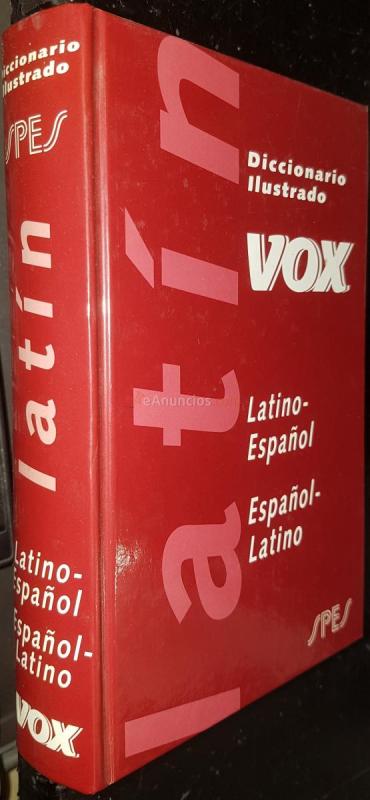 Diccionario
Ilustrado
SPES
latín
Latino-
Español
Español-
Latino
VOX
latín
Diccionario
Ilustrado
VOX
Latino-
Español
Español-
Latino
SPES
eAnuncios